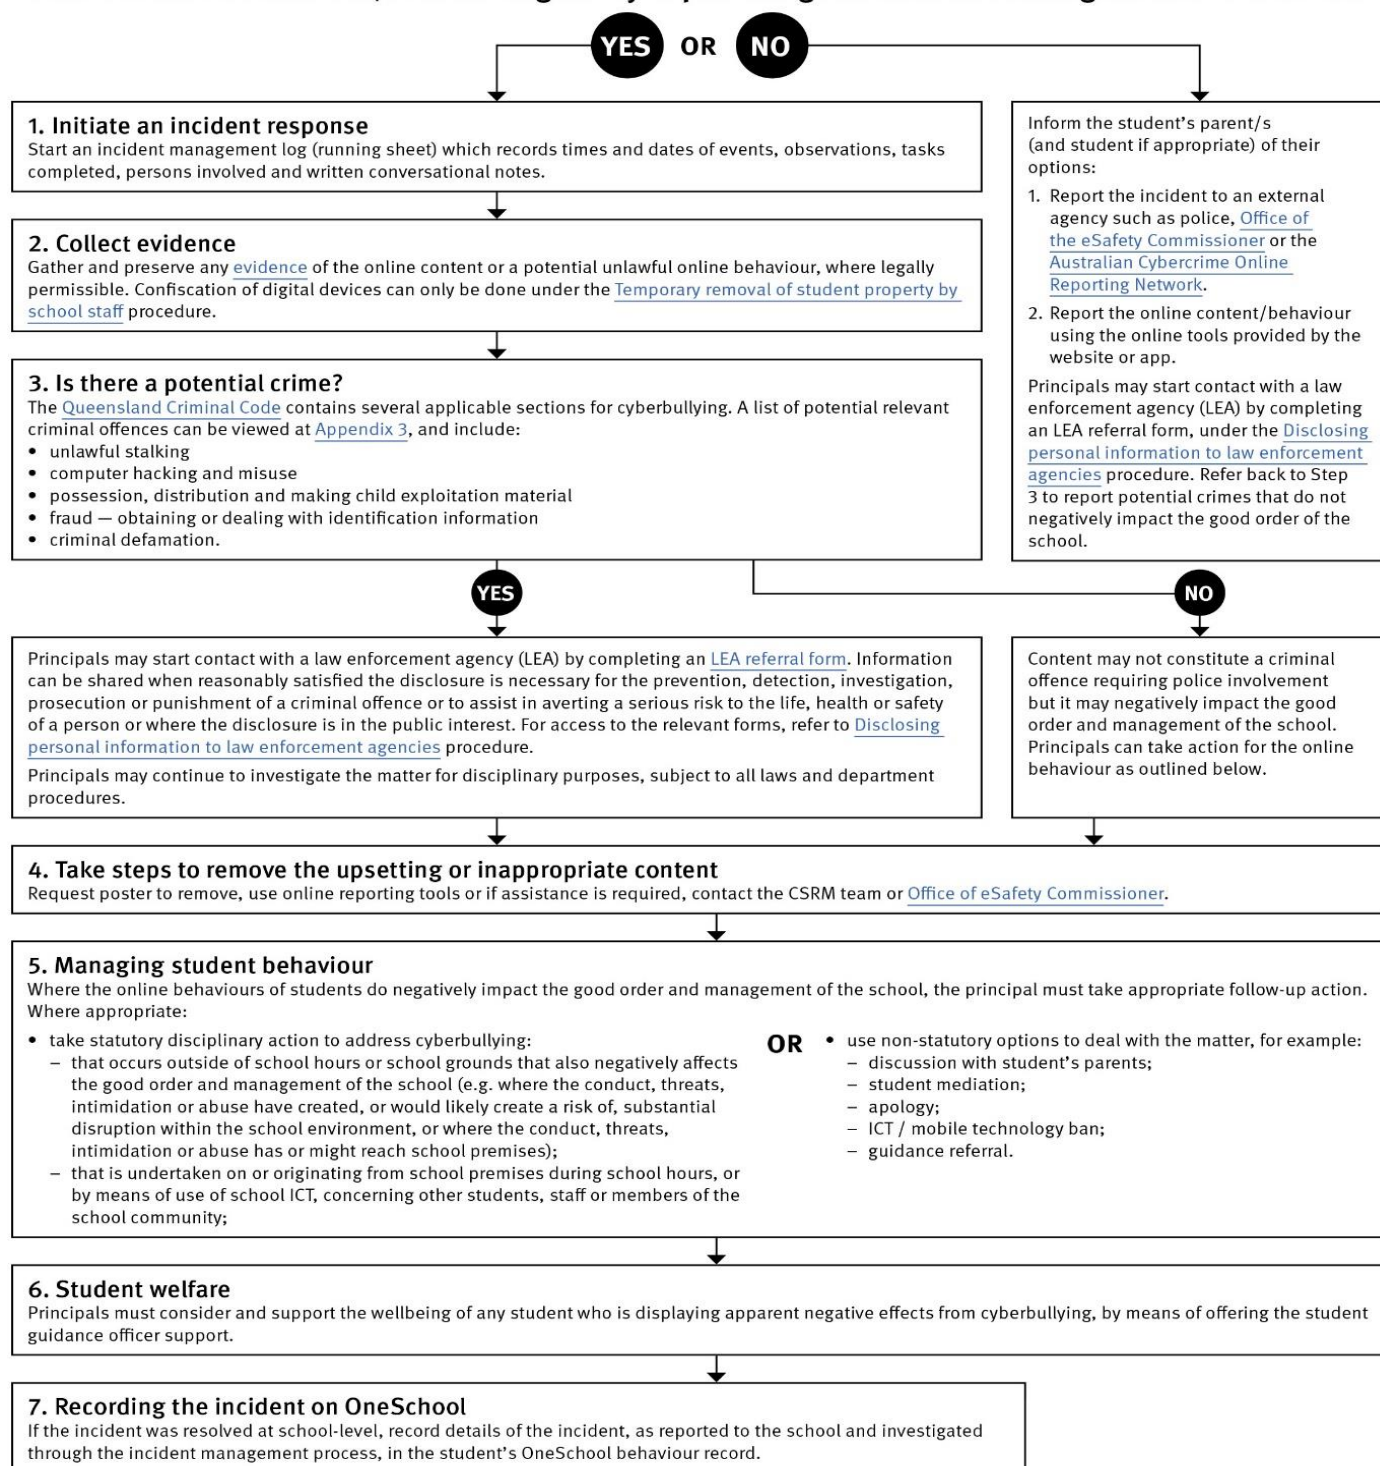 YES OR NO
1. Initiate an incident response
Start an incident management log (running sheet) which records times and dates of events, observations, tasks
completed, persons involved and written conversational notes.
2. Collect evidence
Gather and preserve any evidence of the online content or a potential unlawful online behaviour, where legally
permissible. Confiscation of digital devices can only be done under the Temporary removal of student property by
school staff procedure.
3. Is there a potential crime?
The Queensland Criminal Code contains several applicable sections for cyberbullying. A list of potential relevant
criminal offences can be viewed at Appendix 3, and include:
• unlawful stalking
• computer hacking and misuse
• possession, distribution and making child exploitation material
• fraud — obtaining or dealing with identification information
• criminal defamation.
Inform the student's parent/s
(and student if appropriate) of their
options:
1. Report the incident to an external
agency such as police, Office of
the eSafety Commissioner or the
Australian Cybercrime Online
Reporting Network.
2. Report the online content/behaviour
using the online tools provided by the
website or app.
Principals may start contact with a law
enforcement agency (LEA) by completing
an LEA referral form, under the Disclosing
personal information to law enforcement
agencies procedure. Refer back to Step
3 to report potential crimes that do not
negatively impact the good order of the
school.
YES
NO
Principals may start contact with a law enforcement agency (LEA) by completing an LEA referral form. Information
can be shared when reasonably satisfied the disclosure is necessary for the prevention, detection, investigation,
prosecution or punishment of a criminal offence or to assist in averting a serious risk to the life, health or safety
of a person or where the disclosure is in the public interest. For access to the relevant forms, refer to Disclosing
personal information to law enforcement agencies procedure.
Principals may continue to investigate the matter for disciplinary purposes, subject to all laws and department
procedures.
Content may not constitute a criminal
offence requiring police involvement
but it may negatively impact the good
order and management of the school.
Principals can take action for the online
behaviour as outlined below.
4. Take steps to remove the upsetting or inappropriate content
Request poster to remove, use online reporting tools or if assistance is required, contact the CSRM team or Office of eSafety Commissioner.
5. Managing student behaviour
Where the online behaviours of students do negatively impact the good order and management of the school, the principal must take appropriate follow-up action.
Where appropriate:
• take statutory disciplinary action to address cyberbullying:
– that occurs outside of school hours or school grounds that also negatively affects
the good order and management of the school (e.g. where the conduct, threats,
intimidation or abuse have created, or would likely create a risk of, substantial
disruption within the school environment, or where the conduct, threats,
intimidation or abuse has or might reach school premises);
– that is undertaken on or originating from school premises during school hours, or
by means of use of school ICT, concerning other students, staff or members of the
school community;
OR
• use non-statutory options to deal with the matter, for example:
– discussion with student's parents;
– student mediation;
– apology;
– ICT / mobile technology ban;
– guidance referral.
6. Student welfare
Principals must consider and support the wellbeing of any student who is displaying apparent negative effects from cyberbullying, by means of offering the student
guidance officer support.
7. Recording the incident on OneSchool
If the incident was resolved at school-level, record details of the incident, as reported to the school and investigated
through the incident management process, in the student's OneSchool behaviour record.